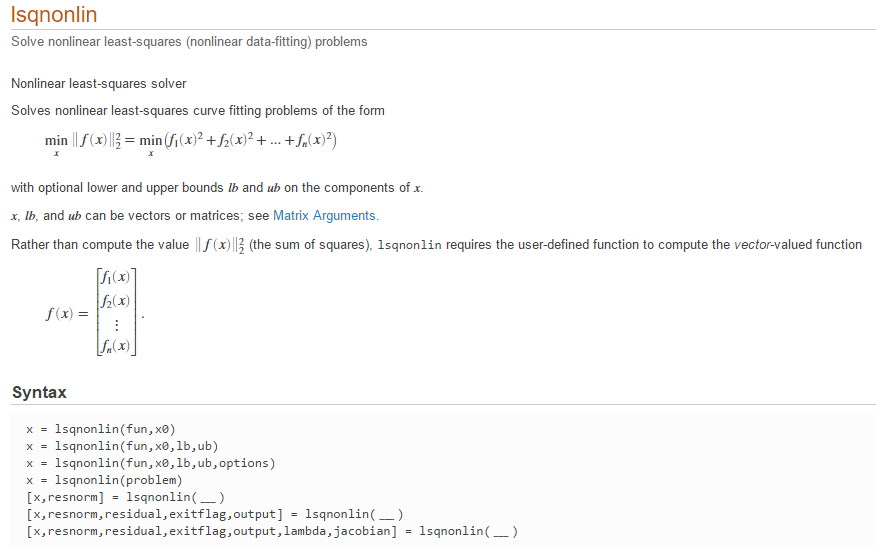 lsqnonlin
Solve nonlinear least-squares (nonlinear data-fitting) problems
Nonlinear least-squares solver
Solves nonlinear least-squares curve fitting problems of the form
min_x ‖f(x)‖₂² = min_x (f₁(x)² + f₂(x)² + ... + fₙ(x)²)
with optional lower and upper bounds lb and ub on the components of x.
x, lb, and ub can be vectors or matrices; see Matrix Arguments.
Rather than compute the value ‖f(x)‖₂² (the sum of squares), lsqnonlin requires the user-defined function to compute the vector-valued function
f(x) = [f₁(x)
f₂(x)
⋮
fₙ(x)].
Syntax
x = lsqnonlin(fun,x0)
x = lsqnonlin(fun,x0,lb,ub)
x = lsqnonlin(fun,x0,lb,ub,options)
x = lsqnonlin(problem)
[x,resnorm] = lsqnonlin(__)
[x,resnorm,residual,exitflag,output] = lsqnonlin(__)
[x,resnorm,residual,exitflag,output,lambda,jacobian] = lsqnonlin(__)